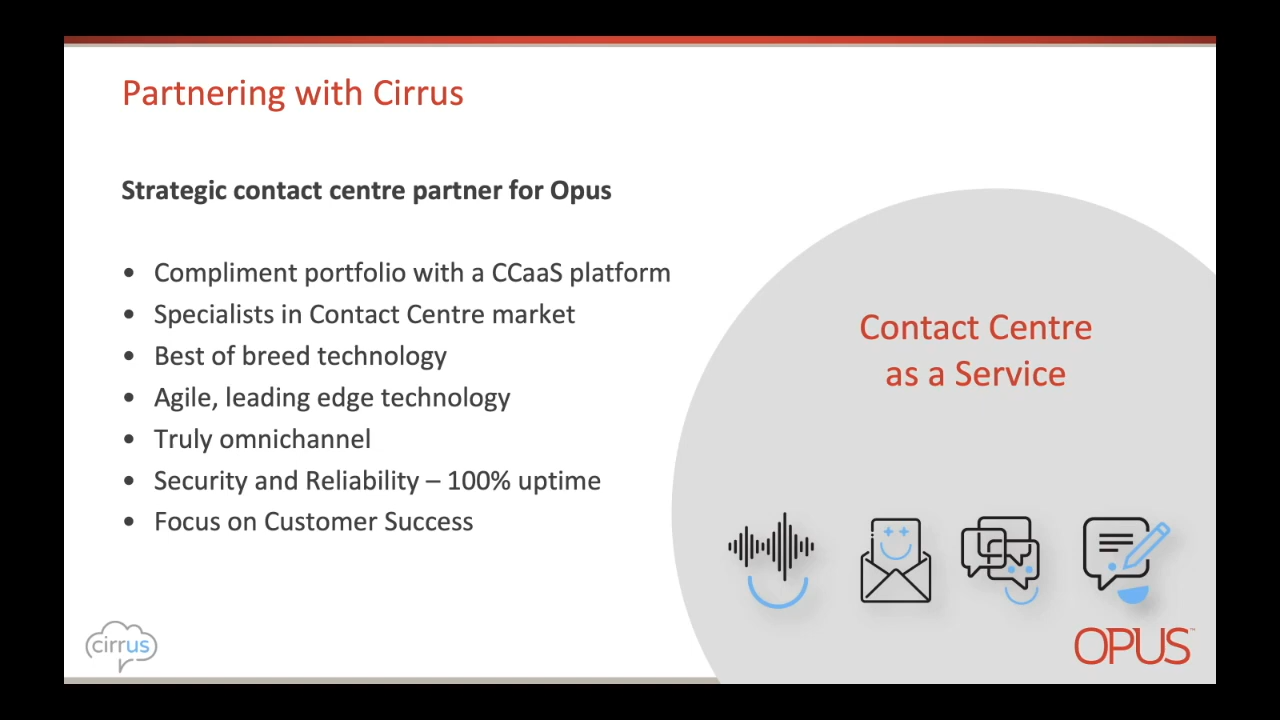 Partnering with Cirrus
Strategic contact centre partner for Opus
• Compliment portfolio with a CCaaS platform
• Specialists in Contact Centre market
• Best of breed technology
• Agile, leading edge technology
• Truly omnichannel
• Security and Reliability – 100% uptime
• Focus on Customer Success
Contact Centre
as a Service
cirrus
OPUS™